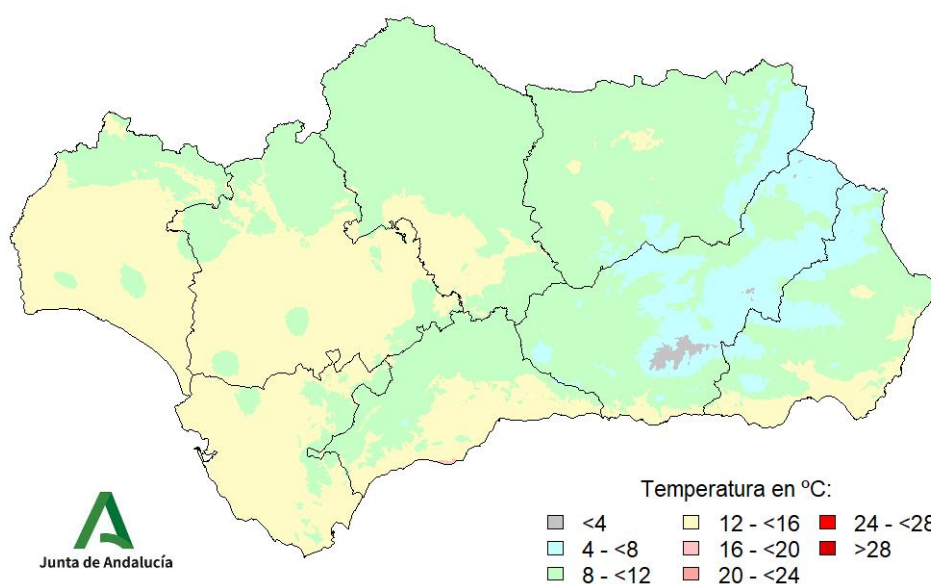 Temperatura en ºC:
<4
12 - <16
24 - <28
4 - <8
16 - <20
>28
8 - <12
20 - <24
Junta de Andalucía